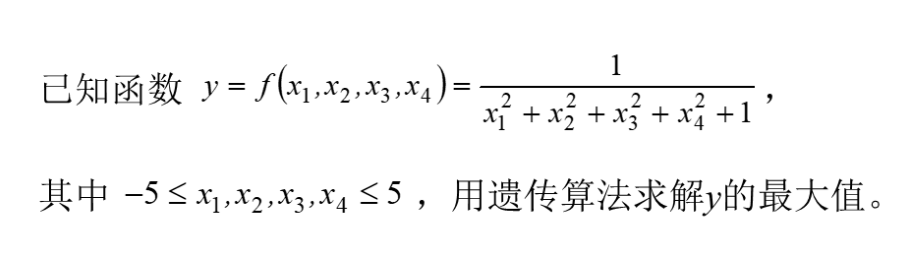 已知函数 y = f(x₁,x₂,x₃,x₄) = 1 / (x₁² + x₂² + x₃² + x₄² + 1)，
其中 −5 ≤ x₁,x₂,x₃,x₄ ≤ 5，用遗传算法求解y的最大值。